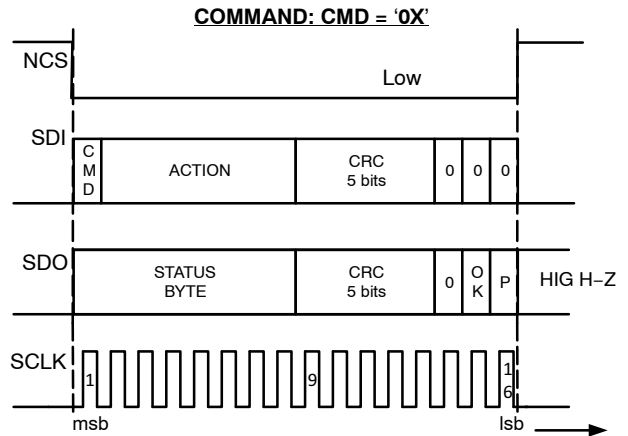 COMMAND: CMD = ‘0X’
NCS
Low
SDI
C
M
D
ACTION
CRC
5 bits
0
0
0
SDO
STATUS
BYTE
CRC
5 bits
0
O
K
P
HIG H−Z
SCLK
1
9
1
6
msb
lsb